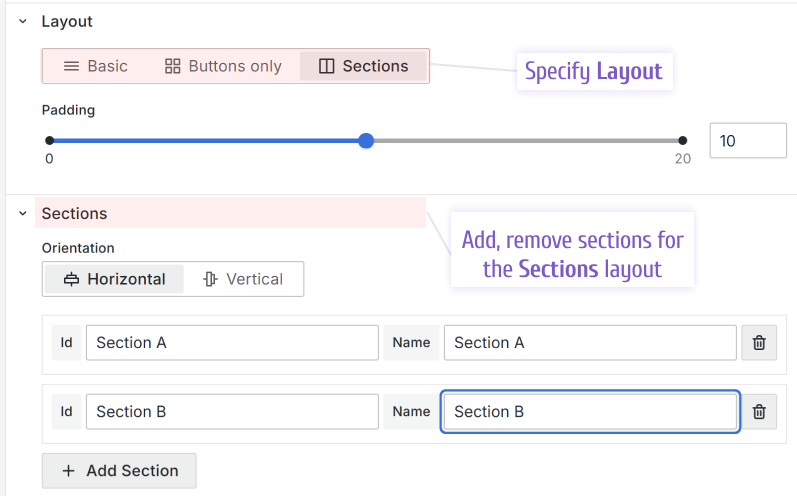 Layout
Basic Buttons only Sections
Specify Layout
Padding
10
0 20
Sections
Add, remove sections for
the Sections layout
Orientation
Horizontal Vertical
Id Section A Name Section A
Id Section B Name Section B
+ Add Section